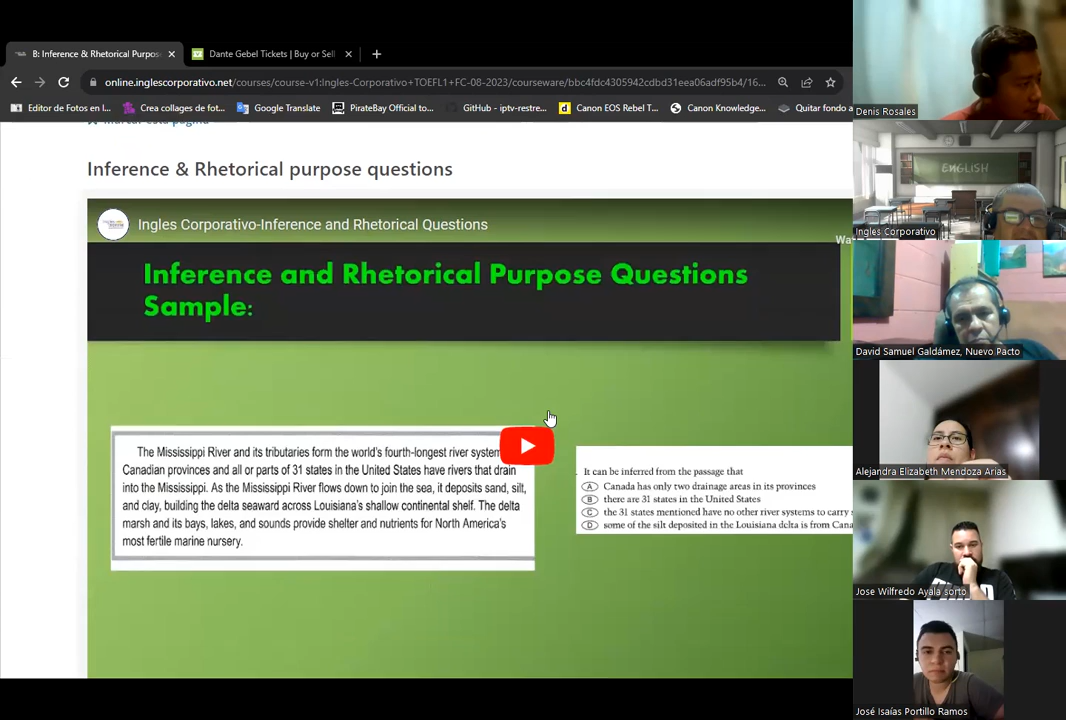 B: Inference & Rhetorical Purpos
Dante Gebel Tickets | Buy or Sell
online.inglescorporativo.net/courses/course-v1:Ingles-Corporativo+TOEFL1+FC-08-2023/courseware/bbc4fdc4305942cdbd31eea06adf95b4/16...
Editor de Fotos en l...
Crea collages de fot...
Google Translate
PirateBay Official to...
GitHub - iptv-restre...
Canon EOS Rebel T...
Canon Knowledge...
Quitar fondo a
Marcar esta página
Inference & Rhetorical purpose questions
Ingles Corporativo-Inference and Rhetorical Questions
Wa
Inference and Rhetorical Purpose Questions
Sample:
The Mississippi River and its tributaries form the world's fourth-longest river system
Canadian provinces and all or parts of 31 states in the United States have rivers that drain
into the Mississippi. As the Mississippi River flows down to join the sea, it deposits sand, silt,
and clay, building the delta seaward across Louisiana's shallow continental shelf. The delta
marsh and its bays, lakes, and sounds provide shelter and nutrients for North America's
most fertile marine nursery.
It can be inferred from the passage that
A Canada has only two drainage areas in its provinces
B there are 31 states in the United States
C the 31 states mentioned have no other river systems to carry s
D some of the silt deposited in the Louisiana delta is from Cana
Denis Rosales
ENGLISH
Ingles Corporativo
David Samuel Galdámez, Nuevo Pacto
Alejandra Elizabeth Mendoza Arias
Jose Wilfredo Ayala sorto
José Isaías Portillo Ramos